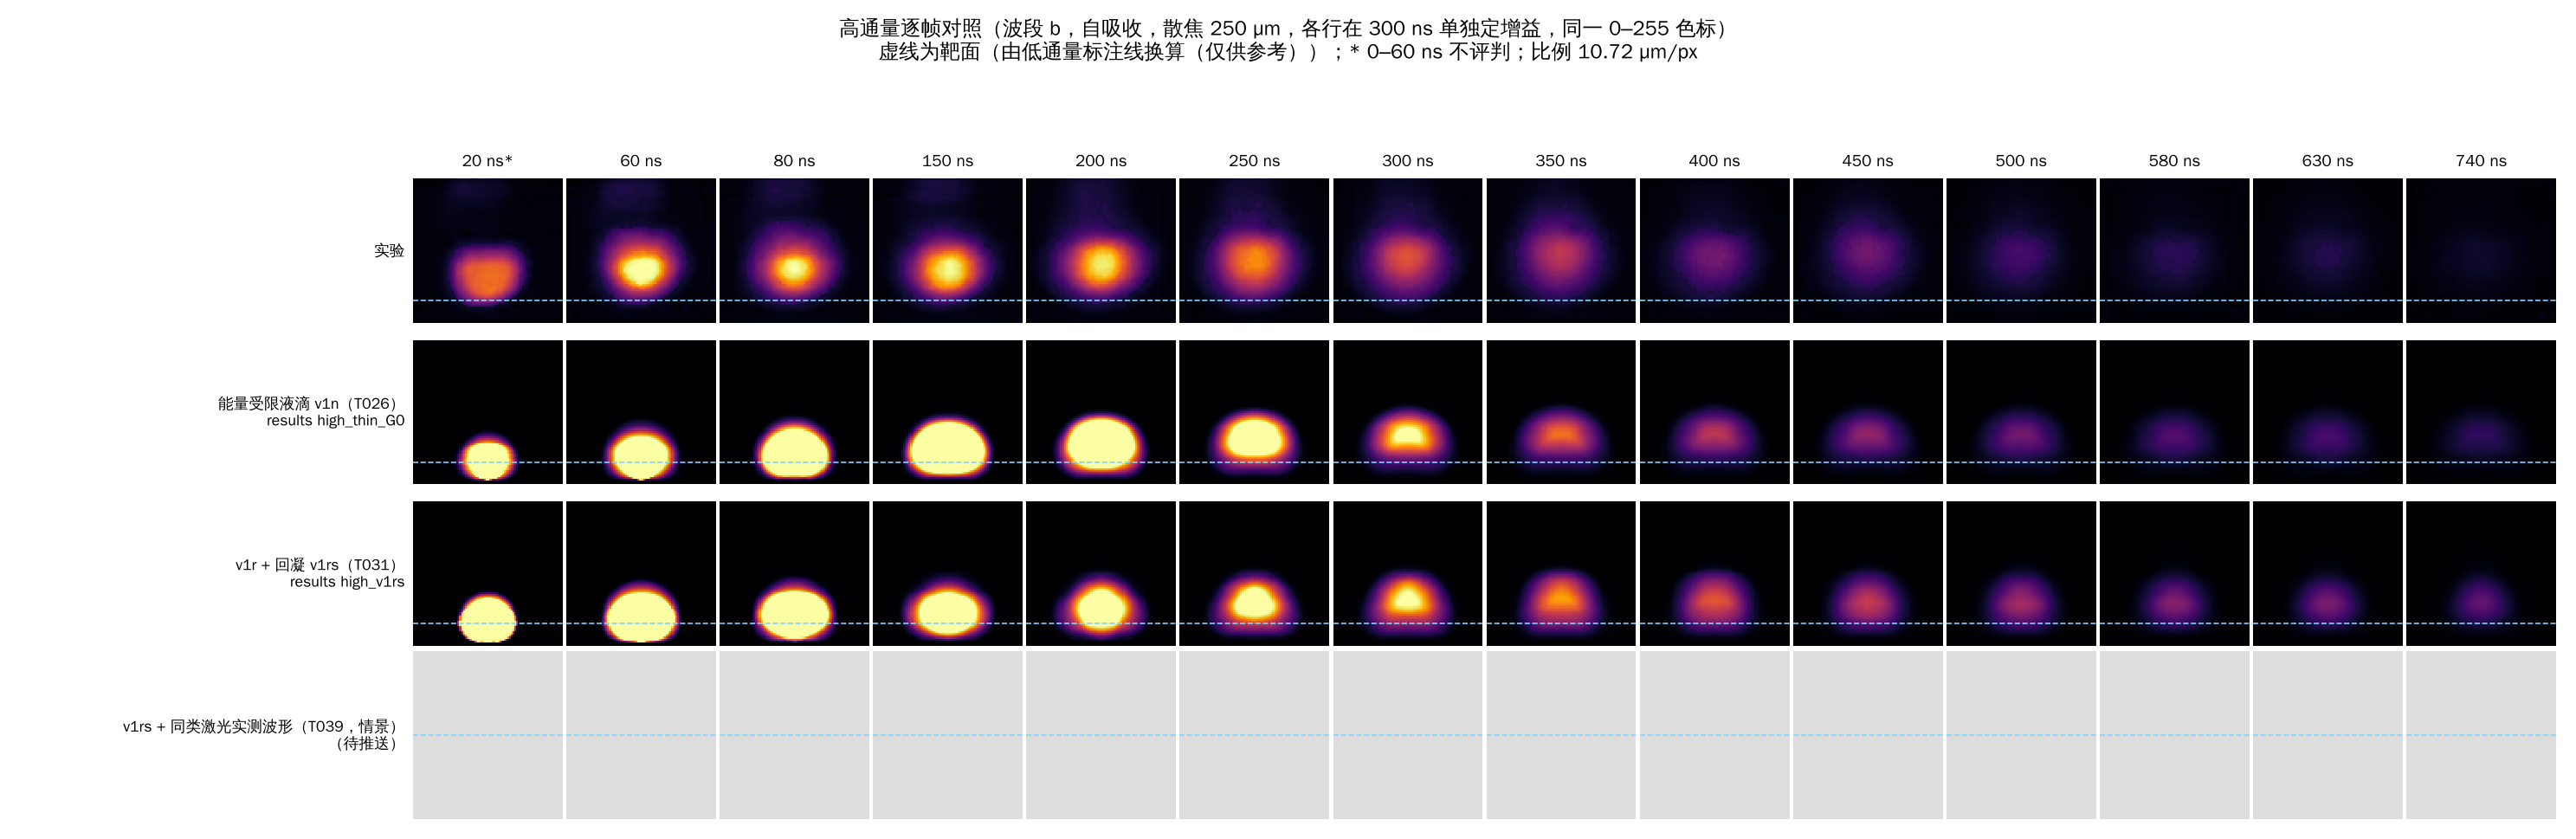 高通量逐帧对照（波段 b，自吸收，散焦 250 µm，各行在 300 ns 单独定增益，同一 0–255 色标）
虚线为靶面（由低通量标注线换算（仅供参考））；* 0–60 ns 不评判；比例 10.72 µm/px
20 ns* 60 ns 80 ns 150 ns 200 ns 250 ns 300 ns 350 ns 400 ns 450 ns 500 ns 580 ns 630 ns 740 ns
实验
能量受限液滴 v1n（T026）
results high_thin_G0
v1r + 回凝 v1rs（T031）
results high_v1rs
v1rs + 同类激光实测波形（T039，情景）
（待推送）